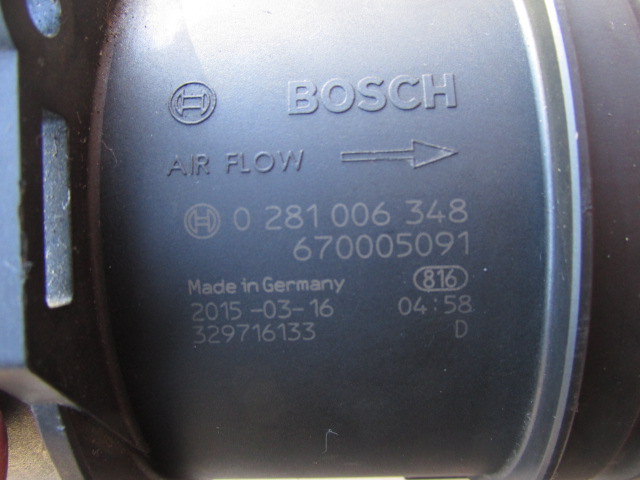 BOSCH
AIR FLOW
0 281 006 348
670005091
Made in Germany 816
2015-03-16 04:58
329716133 D